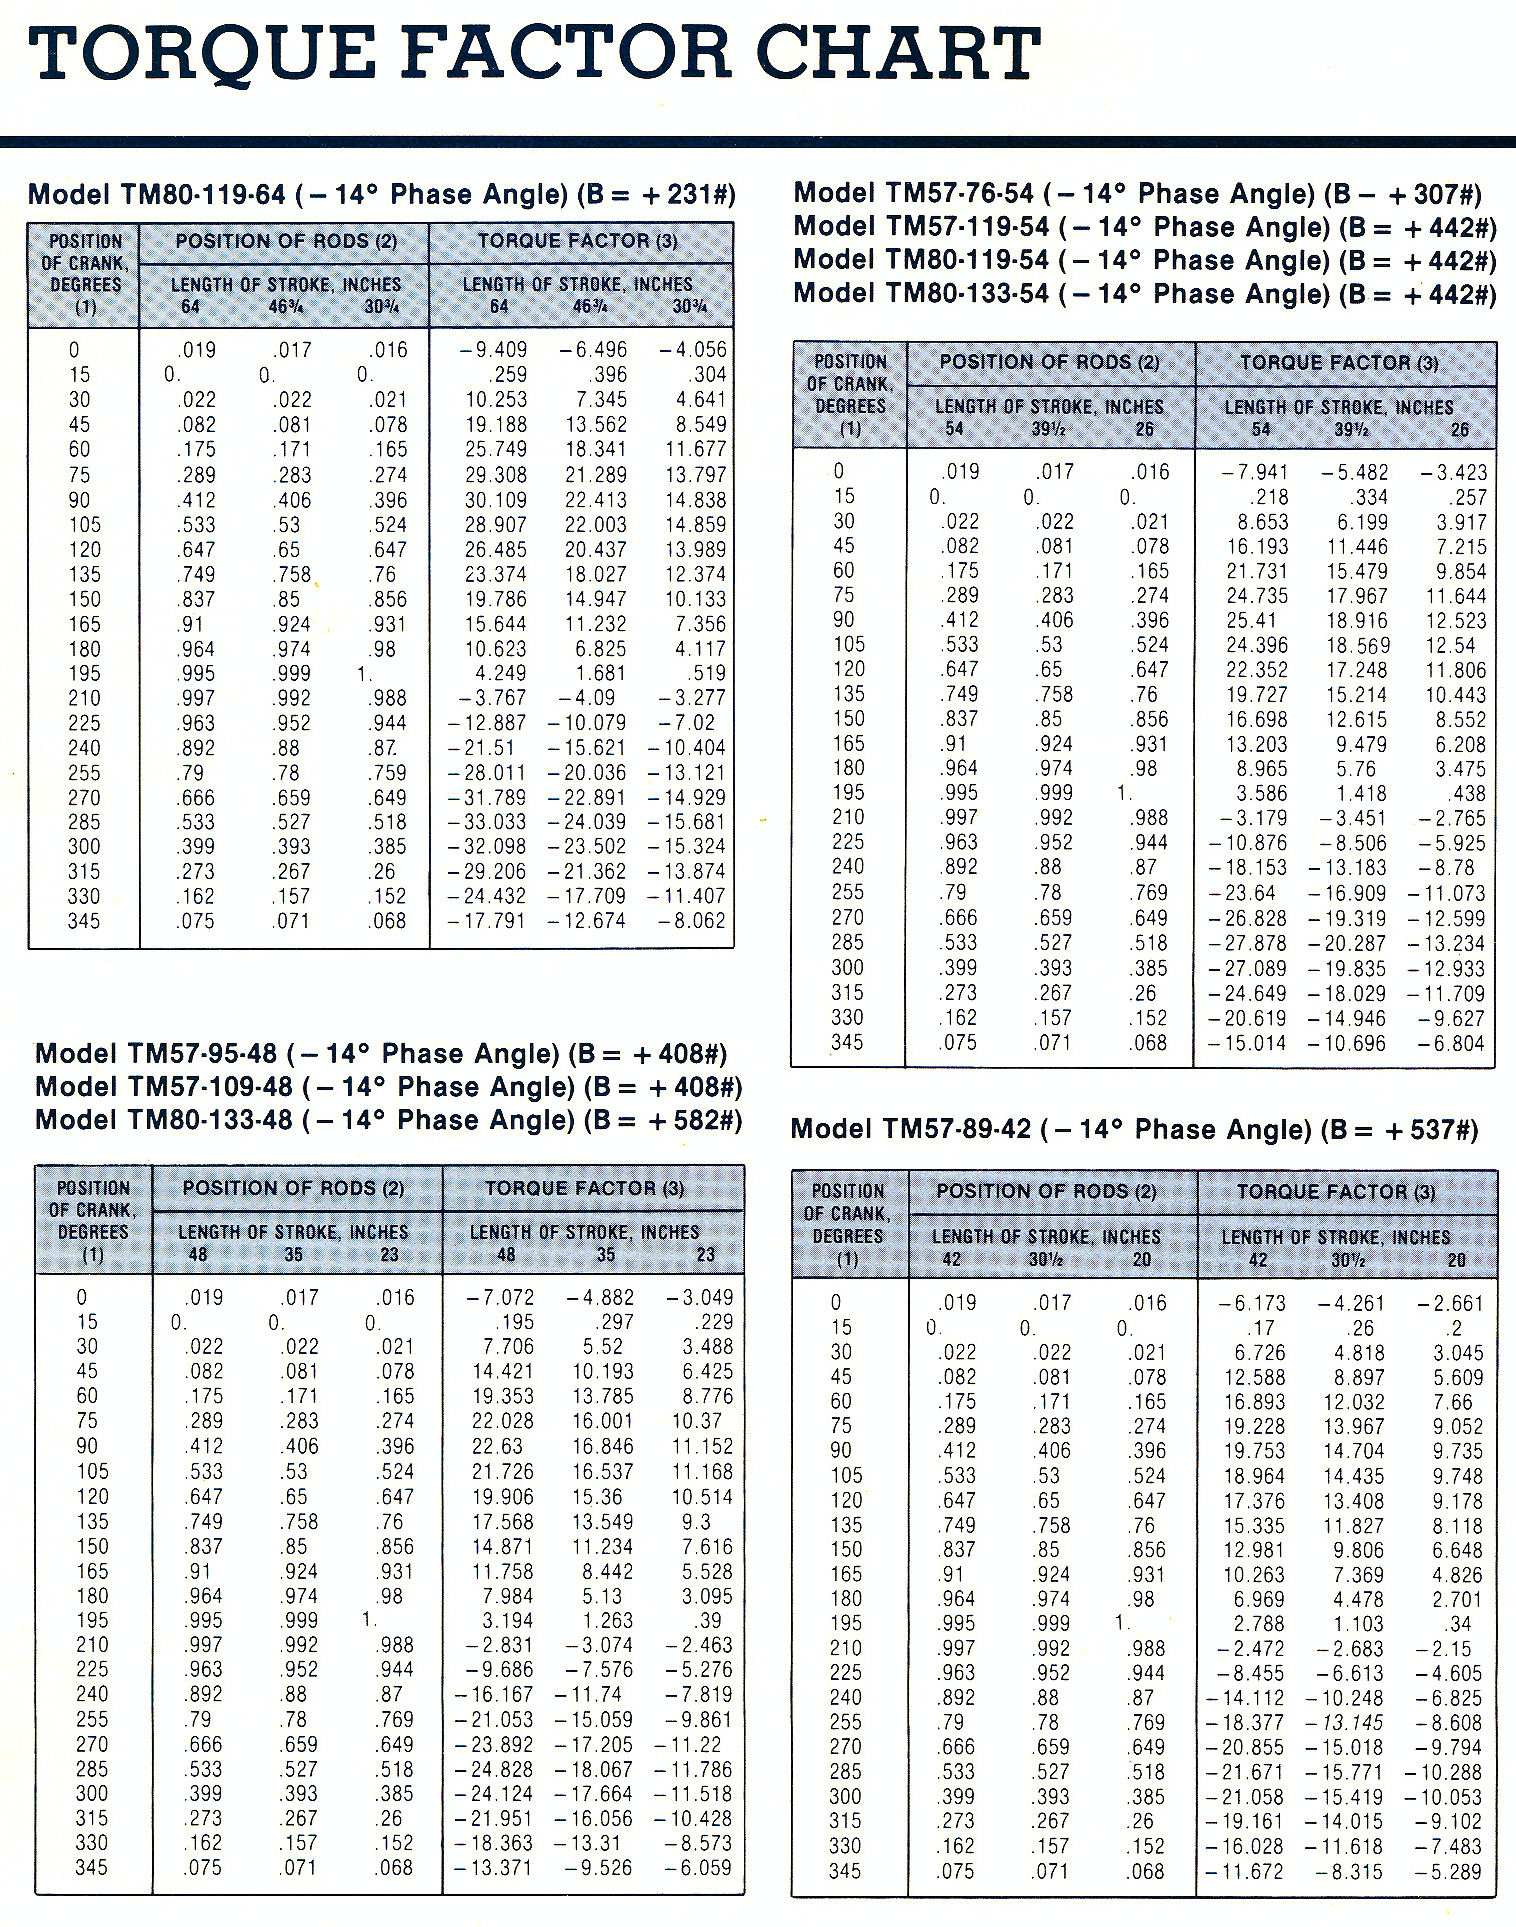 TORQUE FACTOR CHART
Model TM80-119-64 (– 14° Phase Angle) (B = + 231#)
POSITION OF RODS (2) TORQUE FACTOR (3)
POSITION OF CRANK, DEGREES (1) LENGTH OF STROKE, INCHES LENGTH OF STROKE, INCHES
64 46¾ 30¾ 64 46¾ 30¾
0 .019 .017 .016 –9.409 –6.496 –4.056
15 0. 0. 0. .259 .396 .304
30 .022 .022 .021 10.253 7.345 4.641
45 .082 .081 .078 19.188 13.562 8.549
60 .175 .171 .165 25.749 18.341 11.677
75 .289 .283 .274 29.308 21.289 13.797
90 .412 .406 .396 30.109 22.413 14.838
105 .533 .53 .524 28.907 22.003 14.859
120 .647 .65 .647 26.485 20.437 13.989
135 .749 .758 .76 23.374 18.027 12.374
150 .837 .85 .856 19.786 14.947 10.133
165 .91 .924 .931 15.644 11.232 7.356
180 .964 .974 .98 10.623 6.825 4.117
195 .995 .999 1. 4.249 1.681 .519
210 .997 .992 .988 –3.767 –4.09 –3.277
225 .963 .952 .944 –12.887 –10.079 –7.02
240 .892 .88 .87. –21.51 –15.621 –10.404
255 .79 .78 .759 –28.011 –20.036 –13.121
270 .666 .659 .649 –31.789 –22.891 –14.929
285 .533 .527 .518 –33.033 –24.039 –15.681
300 .399 .393 .385 –32.098 –23.502 –15.324
315 .273 .267 .26 –29.206 –21.362 –13.874
330 .162 .157 .152 –24.432 –17.709 –11.407
345 .075 .071 .068 –17.791 –12.674 –8.062
Model TM57-76-54 (– 14° Phase Angle) (B – + 307#)
Model TM57-119-54 (– 14° Phase Angle) (B = + 442#)
Model TM80-119-54 (– 14° Phase Angle) (B = + 442#)
Model TM80-133-54 (– 14° Phase Angle) (B = + 442#)
POSITION OF RODS (2) TORQUE FACTOR (3)
POSITION OF CRANK, DEGREES (1) LENGTH OF STROKE, INCHES LENGTH OF STROKE, INCHES
54 39½ 26 54 39½ 26
0 .019 .017 .016 –7.941 –5.482 –3.423
15 0. 0. 0. .218 .334 .257
30 .022 .022 .021 8.653 6.199 3.917
45 .082 .081 .078 16.193 11.446 7.215
60 .175 .171 .165 21.731 15.479 9.854
75 .289 .283 .274 24.735 17.967 11.644
90 .412 .406 .396 25.41 18.916 12.523
105 .533 .53 .524 24.396 18.569 12.54
120 .647 .65 .647 22.352 17.248 11.806
135 .749 .758 .76 19.727 15.214 10.443
150 .837 .85 .856 16.698 12.615 8.552
165 .91 .924 .931 13.203 9.479 6.208
180 .964 .974 .98 8.965 5.76 3.475
195 .995 .999 1. 3.586 1.418 .438
210 .997 .992 .988 –3.179 –3.451 –2.765
225 .963 .952 .944 –10.876 –8.506 –5.925
240 .892 .88 .87 –18.153 –13.183 –8.78
255 .79 .78 .769 –23.64 –16.909 –11.073
270 .666 .659 .649 –26.828 –19.319 –12.599
285 .533 .527 .518 –27.878 –20.287 –13.234
300 .399 .393 .385 –27.089 –19.835 –12.933
315 .273 .267 .26 –24.649 –18.029 –11.709
330 .162 .157 .152 –20.619 –14.946 –9.627
345 .075 .071 .068 –15.014 –10.696 –6.804
Model TM57-95-48 (– 14° Phase Angle) (B = + 408#)
Model TM57-109-48 (– 14° Phase Angle) (B = + 408#)
Model TM80-133-48 (– 14° Phase Angle) (B = + 582#)
POSITION OF RODS (2) TORQUE FACTOR (3)
POSITION OF CRANK, DEGREES (1) LENGTH OF STROKE, INCHES LENGTH OF STROKE, INCHES
48 35 23 48 35 23
0 .019 .017 .016 –7.072 –4.882 –3.049
15 0. 0. 0. .195 .297 .229
30 .022 .022 .021 7.706 5.52 3.488
45 .082 .081 .078 14.421 10.193 6.425
60 .175 .171 .165 19.353 13.785 8.776
75 .289 .283 .274 22.028 16.001 10.37
90 .412 .406 .396 22.63 16.846 11.152
105 .533 .53 .524 21.726 16.537 11.168
120 .647 .65 .647 19.906 15.36 10.514
135 .749 .758 .76 17.568 13.549 9.3
150 .837 .85 .856 14.871 11.234 7.616
165 .91 .924 .931 11.758 8.442 5.528
180 .964 .974 .98 7.984 5.13 3.095
195 .995 .999 1. 3.194 1.263 .39
210 .997 .992 .988 –2.831 –3.074 –2.463
225 .963 .952 .944 –9.686 –7.576 –5.276
240 .892 .88 .87 –16.167 –11.74 –7.819
255 .79 .78 .769 –21.053 –15.059 –9.861
270 .666 .659 .649 –23.892 –17.205 –11.22
285 .533 .527 .518 –24.828 –18.067 –11.786
300 .399 .393 .385 –24.124 –17.664 –11.518
315 .273 .267 .26 –21.951 –16.056 –10.428
330 .162 .157 .152 –18.363 –13.31 –8.573
345 .075 .071 .068 –13.371 –9.526 –6.059
Model TM57-89-42 (– 14° Phase Angle) (B = + 537#)
POSITION OF RODS (2) TORQUE FACTOR (3)
POSITION OF CRANK, DEGREES (1) LENGTH OF STROKE, INCHES LENGTH OF STROKE, INCHES
42 30½ 20 42 30½ 20
0 .019 .017 .016 –6.173 –4.261 –2.661
15 0. 0. 0. .17 .26 .2
30 .022 .022 .021 6.726 4.818 3.045
45 .082 .081 .078 12.588 8.897 5.609
60 .175 .171 .165 16.893 12.032 7.66
75 .289 .283 .274 19.228 13.967 9.052
90 .412 .406 .396 19.753 14.704 9.735
105 .533 .53 .524 18.964 14.435 9.748
120 .647 .65 .647 17.376 13.408 9.178
135 .749 .758 .76 15.335 11.827 8.118
150 .837 .85 .856 12.981 9.806 6.648
165 .91 .924 .931 10.263 7.369 4.826
180 .964 .974 .98 6.969 4.478 2.701
195 .995 .999 1. 2.788 1.103 .34
210 .997 .992 .988 –2.472 –2.683 –2.15
225 .963 .952 .944 –8.455 –6.613 –4.605
240 .892 .88 .87 –14.112 –10.248 –6.825
255 .79 .78 .769 –18.377 –13.145 –8.608
270 .666 .659 .649 –20.855 –15.018 –9.794
285 .533 .527 .518 –21.671 –15.771 –10.288
300 .399 .393 .385 –21.058 –15.419 –10.053
315 .273 .267 .26 –19.161 –14.015 –9.102
330 .162 .157 .152 –16.028 –11.618 –7.483
345 .075 .071 .068 –11.672 –8.315 –5.289